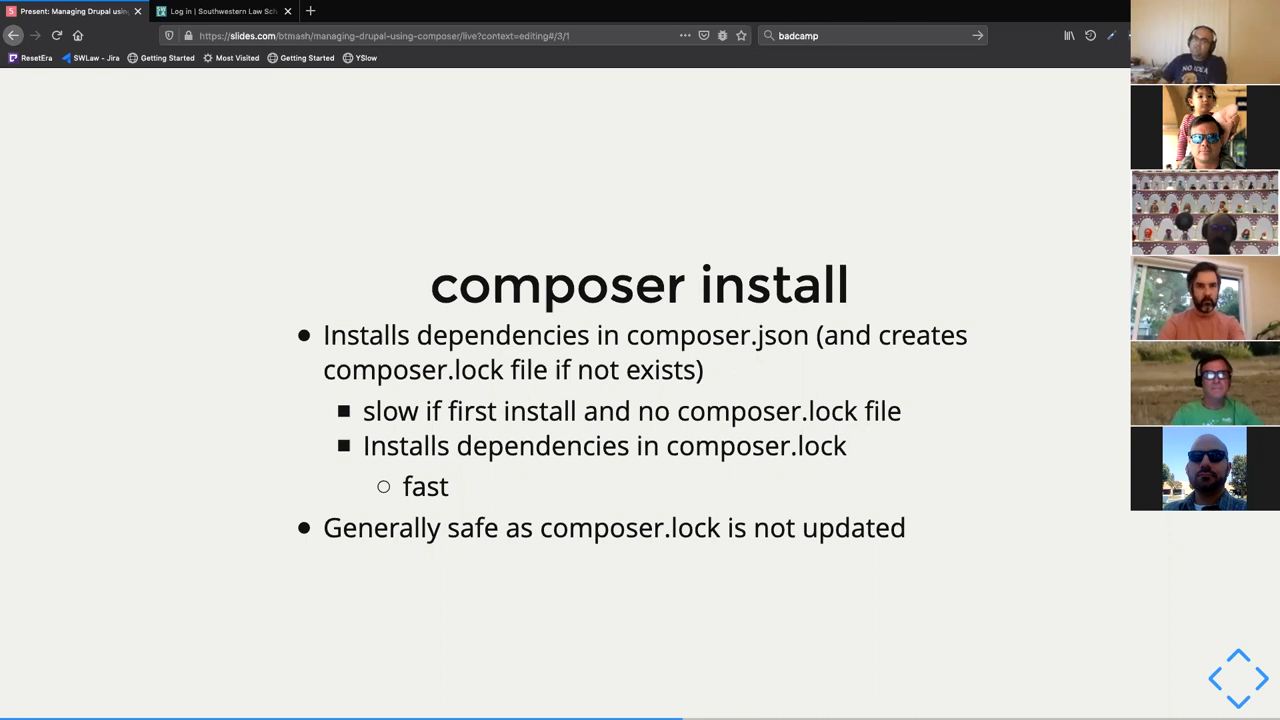 Present: Managing Drupal usin
Log in | Southwestern Law Sch
https://slides.com/btmash/managing-drupal-using-composer/live?context=editing#/3/1
badcamp
ResetEra
SWLaw - Jira
Getting Started
Most Visited
Getting Started
YSlow
NO IDEA
composer install
Installs dependencies in composer.json (and creates
composer.lock file if not exists)
slow if first install and no composer.lock file
Installs dependencies in composer.lock
fast
Generally safe as composer.lock is not updated